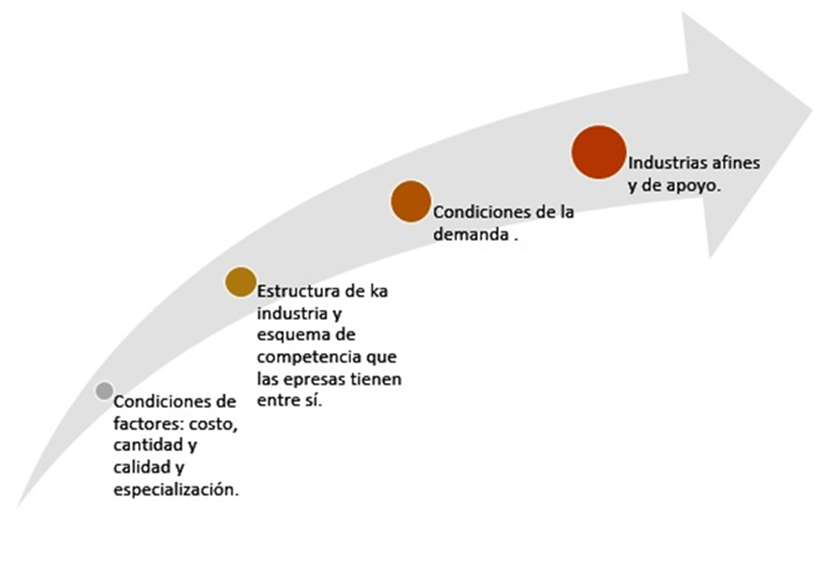 Industrias afines
y de apoyo.
Condiciones de la
demanda .
Estructura de ka
industria y
esquema de
competencia que
las epresas tienen
entre sí.
Condiciones de
factores: costo,
cantidad y
calidad y
especialización.